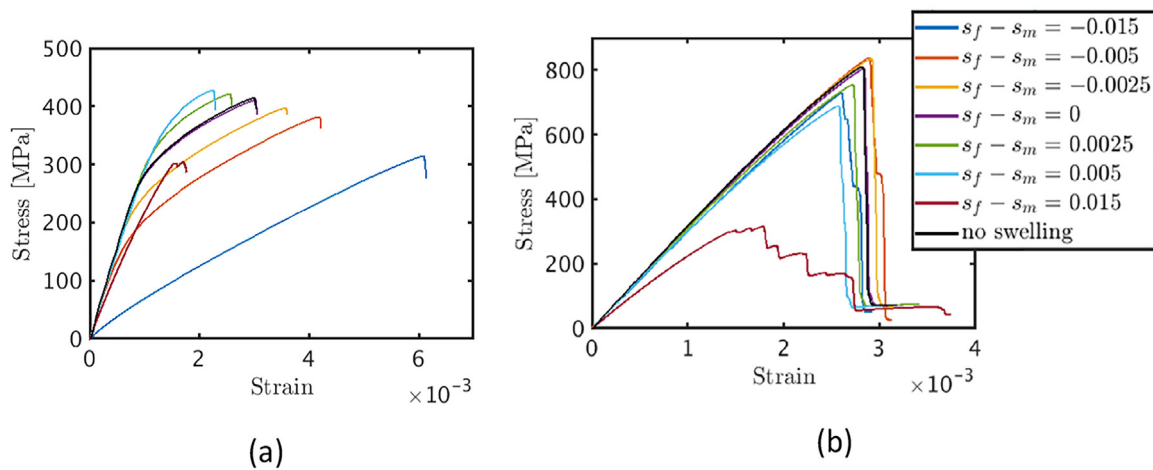 500
400
300
200
100
0
0
2
4
6
Stress [MPa]
Strain
×10⁻³
(a)
800
600
400
200
0
0
1
2
3
4
Stress [MPa]
Strain
×10⁻³
(b)
s_f − s_m = −0.015
s_f − s_m = −0.005
s_f − s_m = −0.0025
s_f − s_m = 0
s_f − s_m = 0.0025
s_f − s_m = 0.005
s_f − s_m = 0.015
no swelling